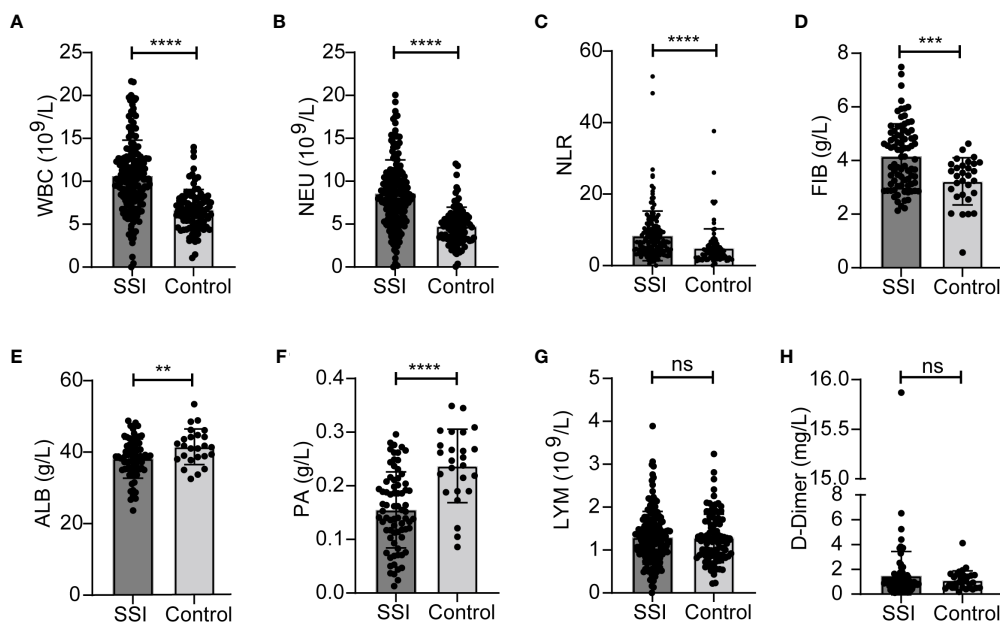 A
WBC (10⁹/L)
25
20
15
10
5
0
****
SSI Control
B
NEU (10⁹/L)
25
20
15
10
5
0
****
SSI Control
C
NLR
60
40
20
0
****
SSI Control
D
FIB (g/L)
8
6
4
2
0
***
SSI Control
E
ALB (g/L)
60
40
20
0
**
SSI Control
F
PA (g/L)
0.4
0.3
0.2
0.1
0.0
****
SSI Control
G
LYM (10⁹/L)
5
4
3
2
1
0
ns
SSI Control
H
D-Dimer (mg/L)
16.0
15.5
15.0
8
6
4
2
0
ns
SSI Control